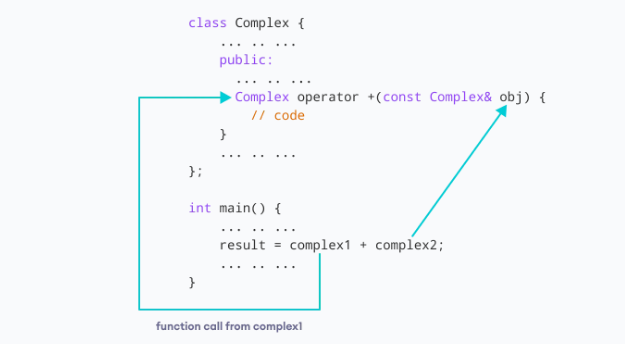 class Complex {
... .. ...
public:
... .. ...
Complex operator +(const Complex& obj) {
// code
}
... .. ...
};
int main() {
... .. ...
result = complex1 + complex2;
... .. ...
}
function call from complex1